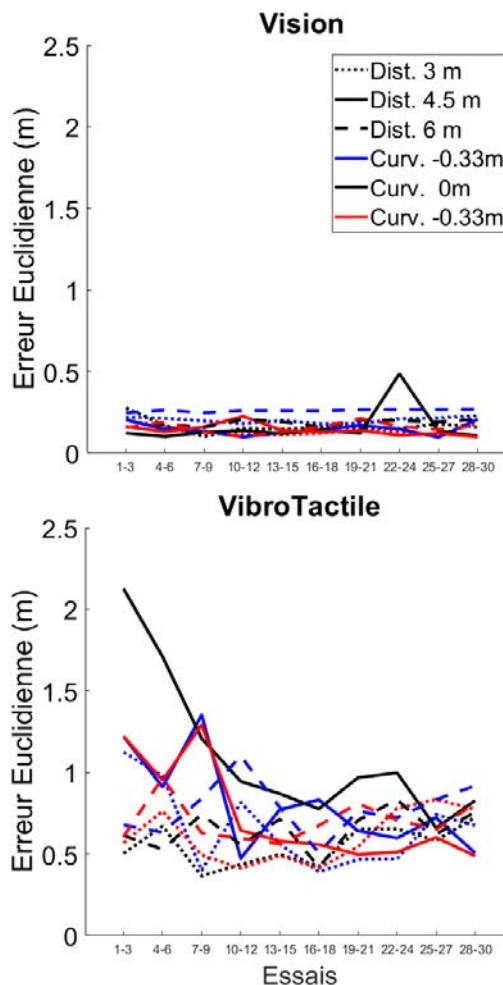 Vision
2.5
2
1.5
1
0.5
0
Erreur Euclidienne (m)
Dist. 3 m
Dist. 4.5 m
Dist. 6 m
Curv. -0.33m
Curv. 0m
Curv. -0.33m
1-3 4-6 7-9 10-12 13-15 16-18 19-21 22-24 25-27 28-30
VibroTactile
2.5
2
1.5
1
0.5
0
Erreur Euclidienne (m)
1-3 4-6 7-9 10-12 13-15 16-18 19-21 22-24 25-27 28-30
Essais